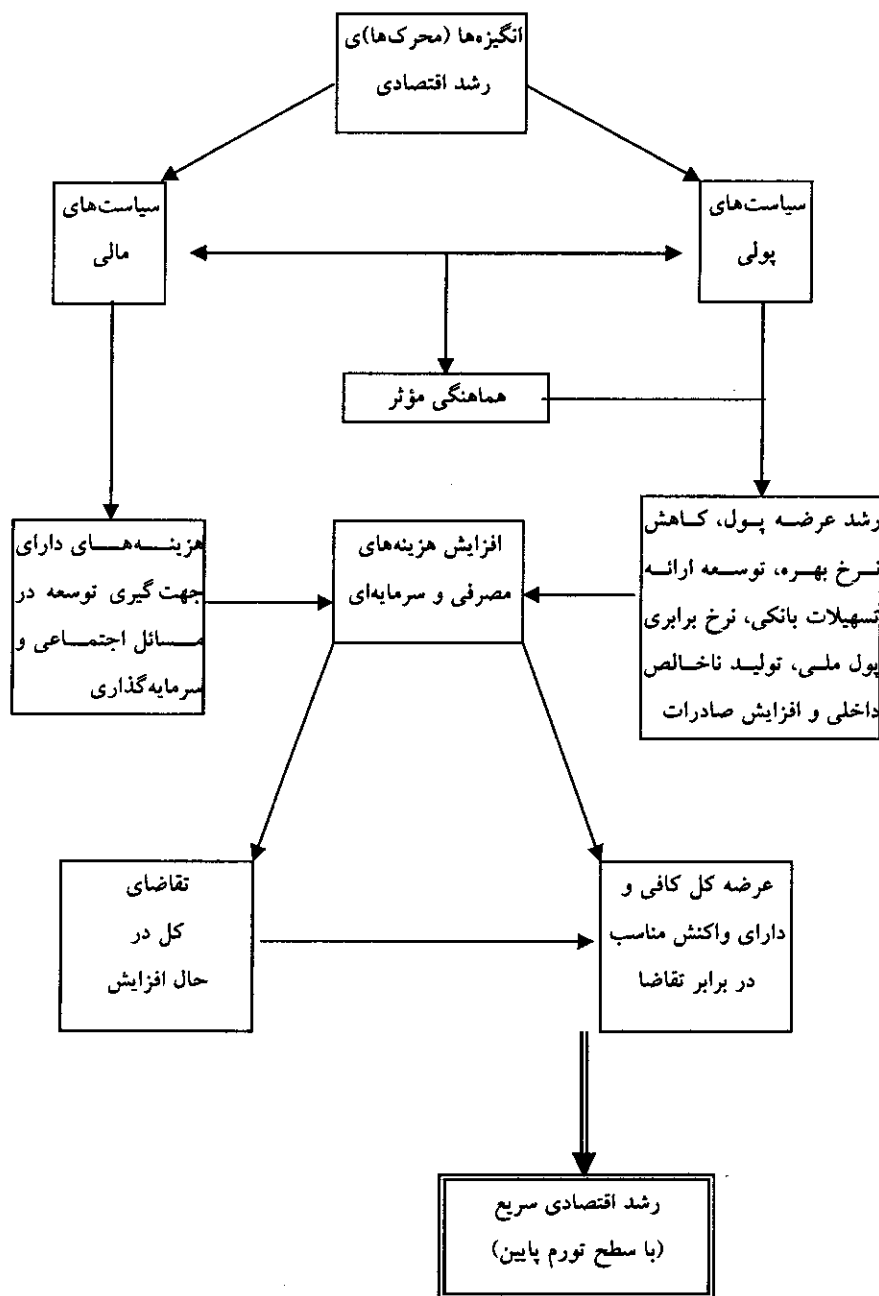 انگیزه‌ها (محرک‌ها)ی
رشد اقتصادی
سیاست‌های
پولی
سیاست‌های
مالی
هماهنگی مؤثر
رشد عرضه پول، کاهش
نرخ بهره، توسعه ارائه
تسهیلات بانکی، نرخ برابری
پول ملی، تولید ناخالص
داخلی و افزایش صادرات
افزایش هزینه‌های
مصرفی و سرمایه‌ای
هزینه‌های دارای
جهت‌گیری توسعه در
مسائل اجتماعی و
سرمایه‌گذاری
عرضه کل کافی و
دارای واکنش مناسب
در برابر تقاضا
تقاضای
کل در
حال افزایش
رشد اقتصادی سریع
(با سطح تورم پایین)